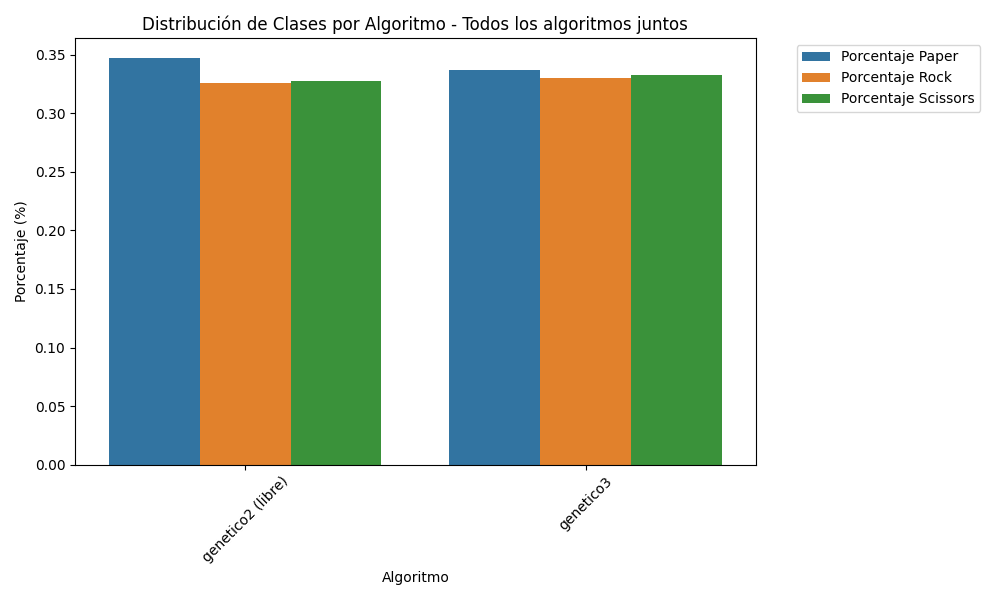 Distribución de Clases por Algoritmo - Todos los algoritmos juntos
Porcentaje Paper
Porcentaje Rock
Porcentaje Scissors
Porcentaje (%)
0.35
0.30
0.25
0.20
0.15
0.10
0.05
0.00
genetico2 (libre)
genetico3
Algoritmo